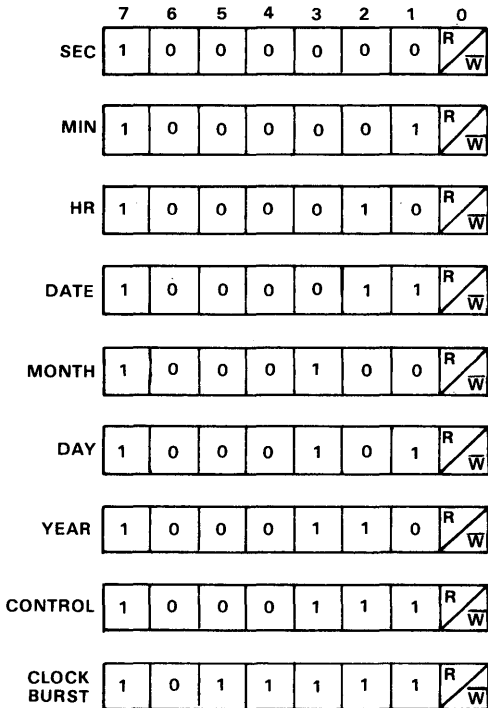 7 6 5 4 3 2 1 0
SEC 1 0 0 0 0 0 0 R/W̅
MIN 1 0 0 0 0 0 1 R/W̅
HR 1 0 0 0 0 1 0 R/W̅
DATE 1 0 0 0 0 1 1 R/W̅
MONTH 1 0 0 0 1 0 0 R/W̅
DAY 1 0 0 0 1 0 1 R/W̅
YEAR 1 0 0 0 1 1 0 R/W̅
CONTROL 1 0 0 0 1 1 1 R/W̅
CLOCK
BURST 1 0 1 1 1 1 1 R/W̅